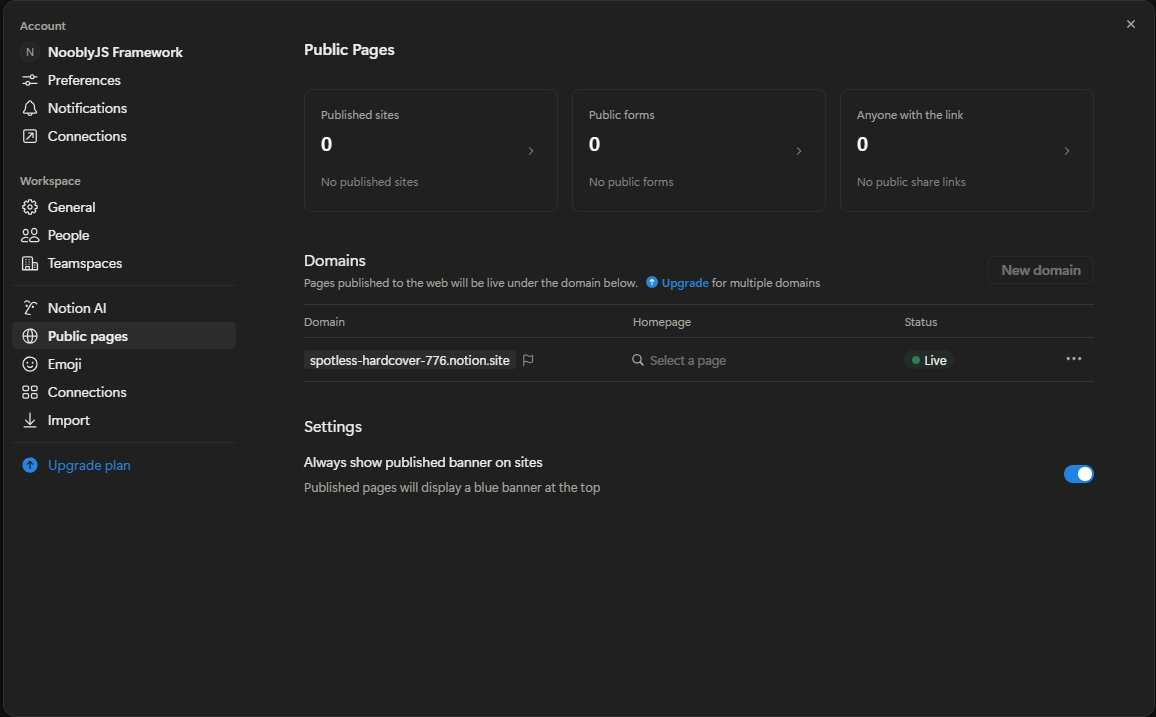 Account
N NooblyJS Framework
Preferences
Notifications
Connections
Workspace
General
People
Teamspaces
Notion AI
Public pages
Emoji
Connections
Import
Upgrade plan
Public Pages
Published sites
0
No published sites
Public forms
0
No public forms
Anyone with the link
0
No public share links
Domains
Pages published to the web will be live under the domain below. Upgrade for multiple domains
New domain
Domain Homepage Status
spotless-hardcover-776.notion.site Select a page Live
Settings
Always show published banner on sites
Published pages will display a blue banner at the top